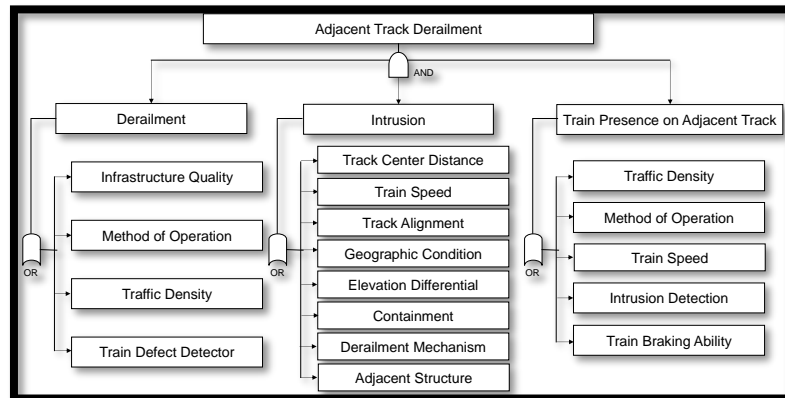 Adjacent Track Derailment
AND
Derailment
Intrusion
Train Presence on Adjacent Track
Infrastructure Quality
Method of Operation
Traffic Density
Train Defect Detector
OR
Track Center Distance
Train Speed
Track Alignment
Geographic Condition
Elevation Differential
Containment
Derailment Mechanism
Adjacent Structure
OR
Traffic Density
Method of Operation
Train Speed
Intrusion Detection
Train Braking Ability
OR